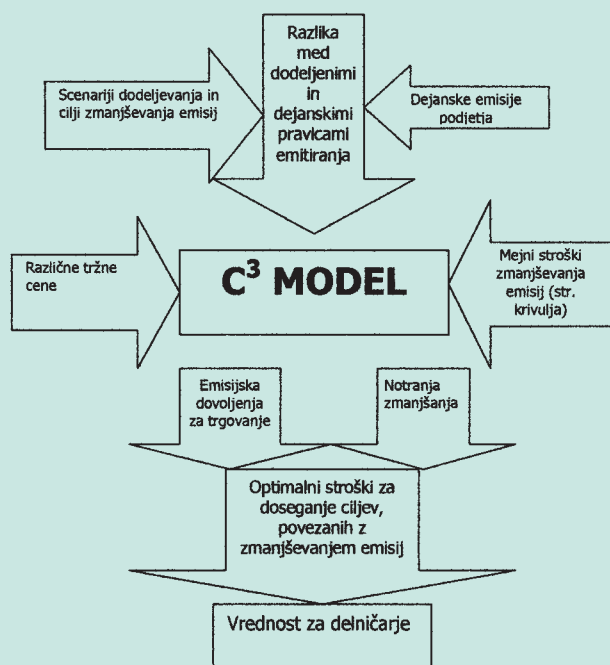 Razlika
med
dodeljenimi
in
dejanskimi
pravicami
emitiranja
Scenariji dodeljevanja in
cilji zmanjševanja emisij
Dejanske emisije
podjetja
Različne tržne
cene
C³ MODEL
Mejni stroški
zmanjševanja
emisij (str.
krivulja)
Emisijska
dovoljenja
za trgovanje
Notranja
zmanjšanja
Optimalni stroški za
doseganje ciljev,
povezanih z
zmanjševanjem emisij
Vrednost za delničarje